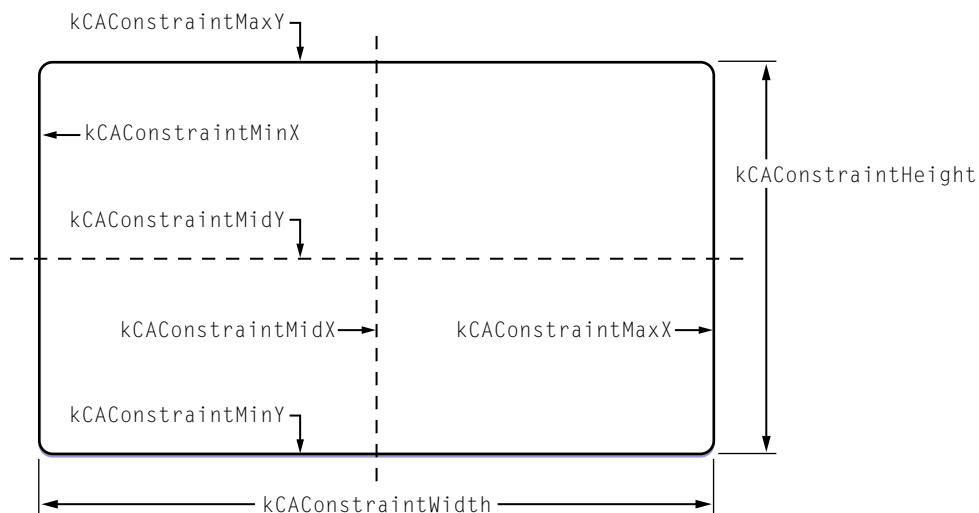 kCAConstraintMaxY
kCAConstraintMinX
kCAConstraintHeight
kCAConstraintMidY
kCAConstraintMidX
kCAConstraintMaxX
kCAConstraintMinY
kCAConstraintWidth